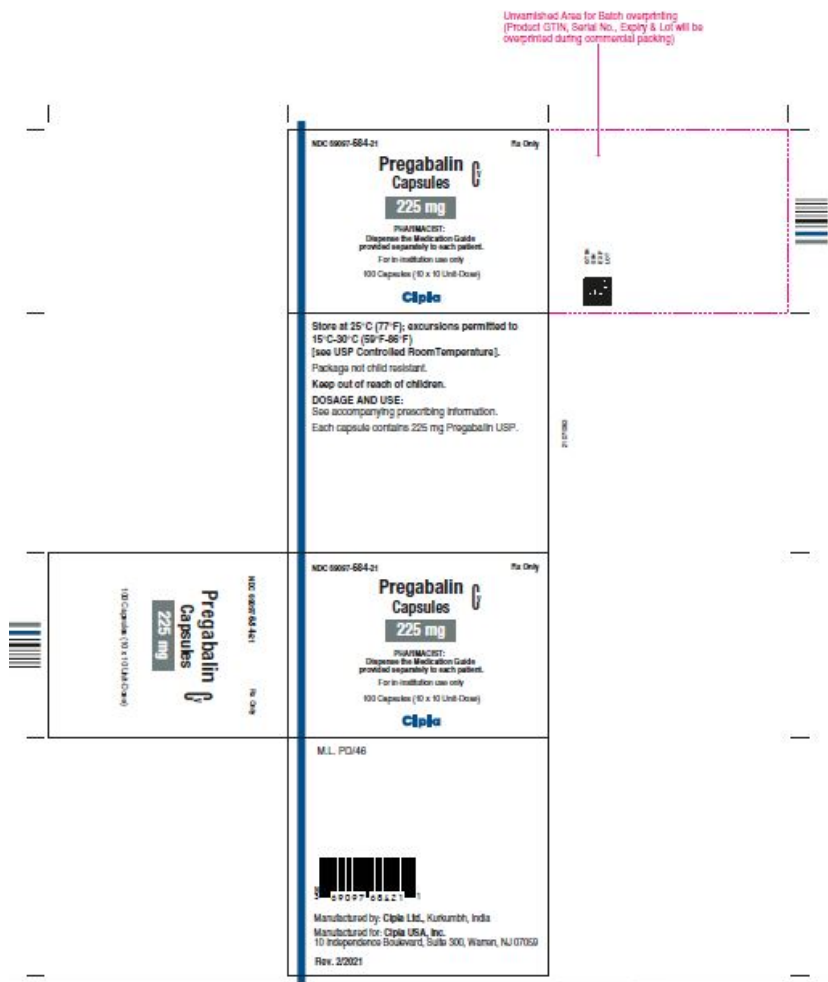 Unvarnished Area for Batch overprinting
(Product GTIN, Serial No., Expiry & Lot will be
overprinted during commercial packing)
NDC 69097-684-21 Rx Only
Pregabalin CV
Capsules
225 mg
PHARMACIST:
Dispense the Medication Guide
provided separately to each patient.
For in-institution use only
100 Capsules (10 x 10 Unit-Dose)
Cipla
EXP
LOT
Store at 25°C (77°F); excursions permitted to
15°C-30°C (59°F-86°F)
[see USP Controlled RoomTemperature].
Package not child resistant.
Keep out of reach of children.
DOSAGE AND USE:
See accompanying prescribing information.
Each capsule contains 225 mg Pregabalin USP.
NDC 69097-684-21 Rx Only
Pregabalin CV
Capsules
225 mg
100 Capsules (10 x 10 Unit-Dose)
NDC 69097-684-21 Rx Only
Pregabalin CV
Capsules
225 mg
PHARMACIST:
Dispense the Medication Guide
provided separately to each patient.
For in-institution use only
100 Capsules (10 x 10 Unit-Dose)
Cipla
M.L. PD/46
3 69097 68421 1
Manufactured by: Cipla Ltd., Kurkumbh, India
Manufactured for: Cipla USA, Inc.
10 Independence Boulevard, Suite 300, Warren, NJ 07059
Rev. 2/2021